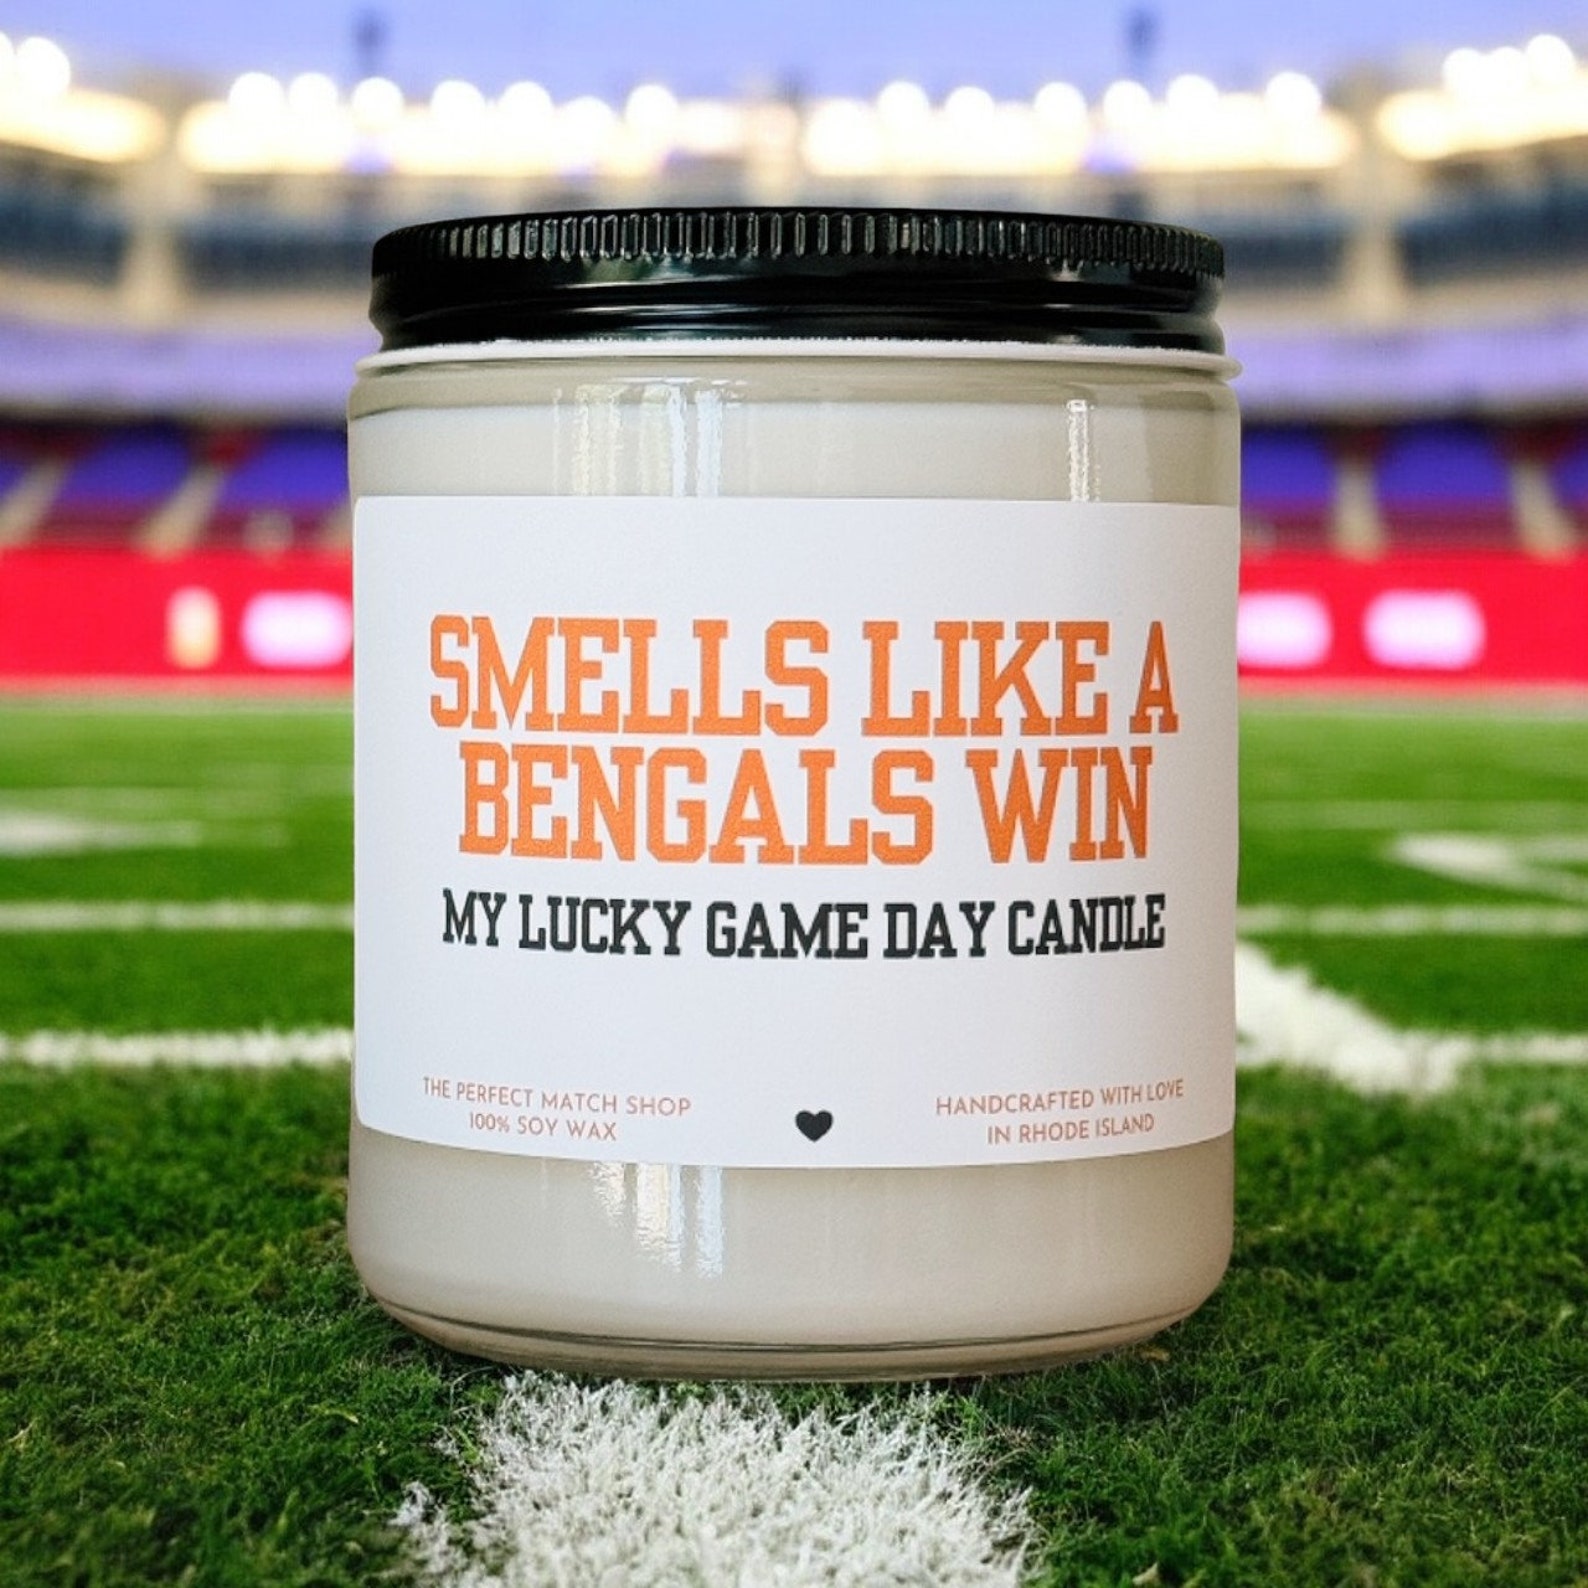 SMELLS LIKE A
BENGALS WIN
MY LUCKY GAME DAY CANDLE
THE PERFECT MATCH SHOP
100% SOY WAX
HANDCRAFTED WITH LOVE
IN RHODE ISLAND